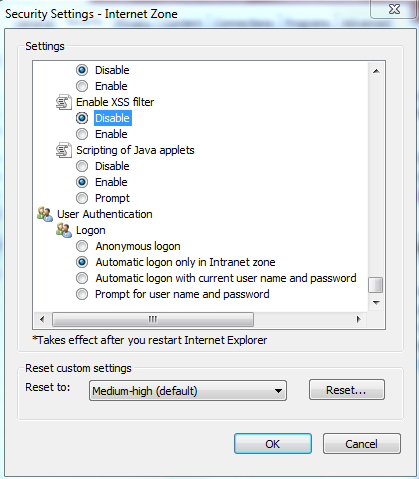 Security Settings - Internet Zone
Settings
Disable
Enable
Enable XSS filter
Disable
Enable
Scripting of Java applets
Disable
Enable
Prompt
User Authentication
Logon
Anonymous logon
Automatic logon only in Intranet zone
Automatic logon with current user name and password
Prompt for user name and password
*Takes effect after you restart Internet Explorer
Reset custom settings
Reset to: Medium-high (default) Reset...
OK Cancel